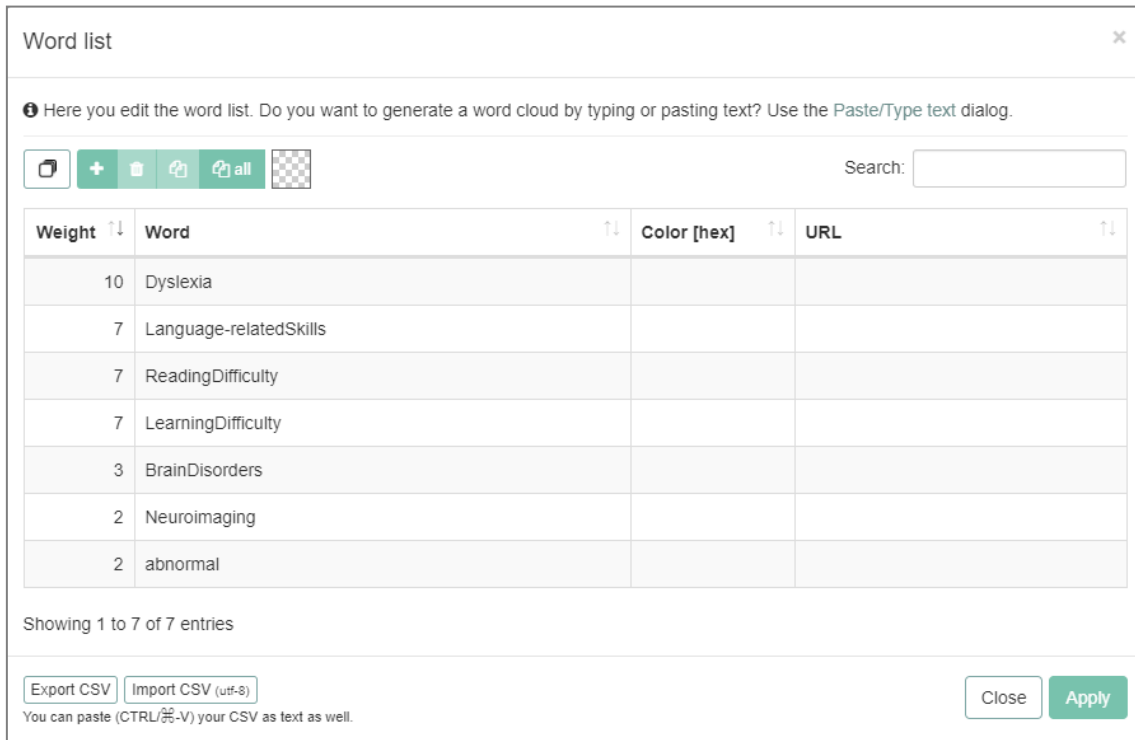 Word list
Here you edit the word list. Do you want to generate a word cloud by typing or pasting text? Use the Paste/Type text dialog.
all
Search:
Weight Word Color [hex] URL
10 Dyslexia
7 Language-relatedSkills
7 ReadingDifficulty
7 LearningDifficulty
3 BrainDisorders
2 Neuroimaging
2 abnormal
Showing 1 to 7 of 7 entries
Export CSV Import CSV (utf-8) Close Apply
You can paste (CTRL/⌘-V) your CSV as text as well.